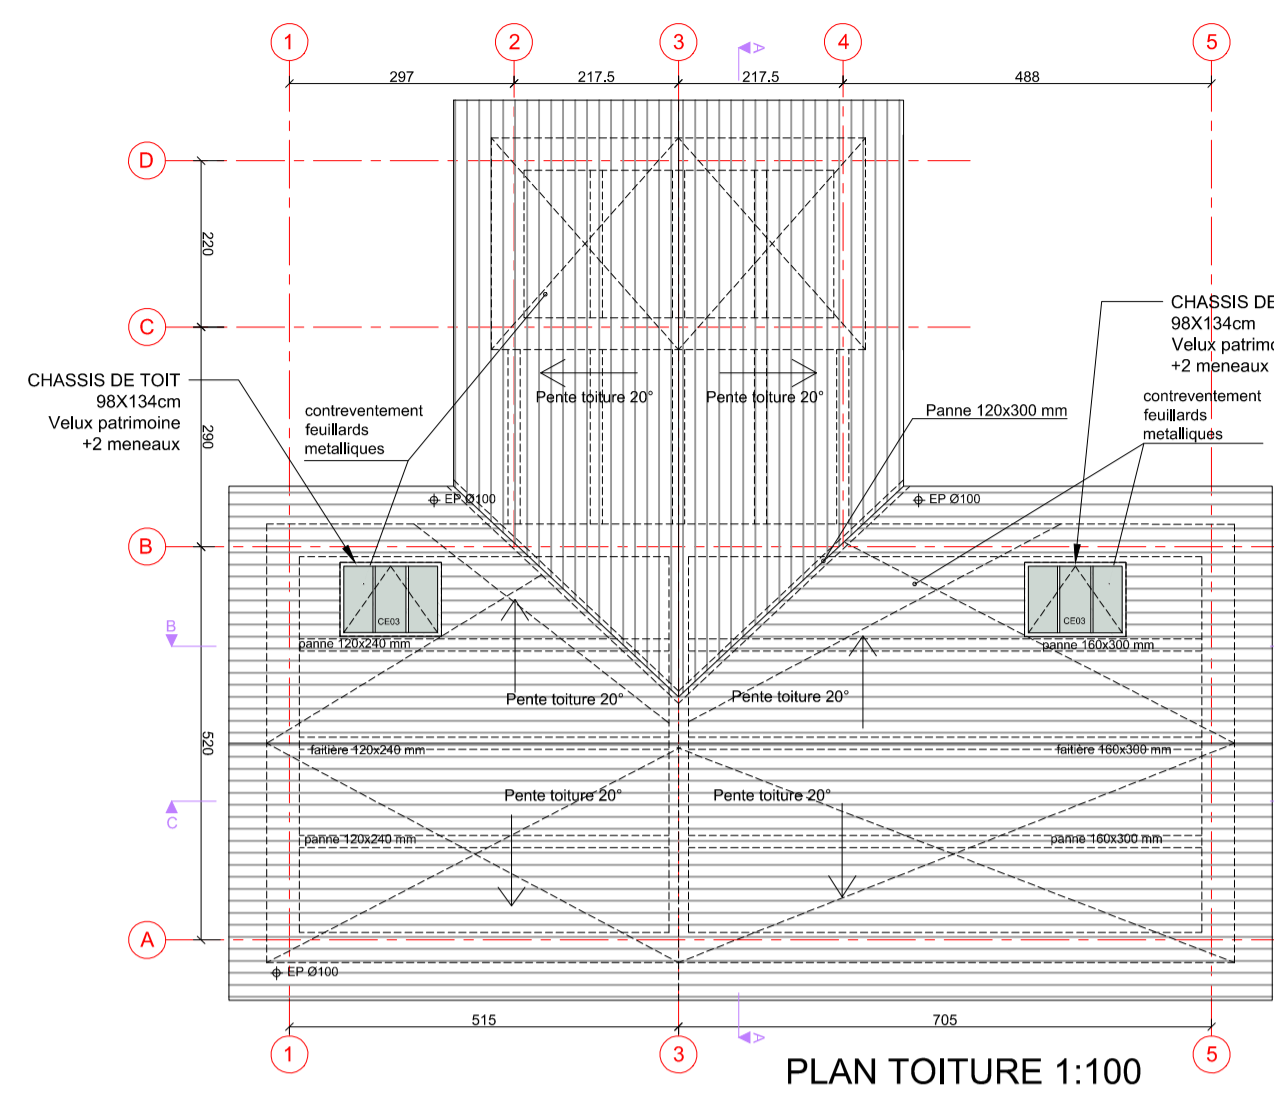 1
2
3
4
5
A
297
217.5
217.5
488
D
220
C
CHASSIS DE
98X134cm
Velux patrimo
+2 meneaux
CHASSIS DE TOIT
98X134cm
Velux patrimoine
+2 meneaux
Pente toiture 20°
Pente toiture 20°
contreventement
feuillards
metalliques
Panne 120x300 mm
contreventement
feuillards
metalliques
290
EP Ø100
EP Ø100
B
CE03
CE03
B
panne 120x240 mm
panne 160x300 mm
Pente toiture 20°
Pente toiture 20°
520
faitière 120x240 mm
faitière 160x300 mm
Pente toiture 20°
Pente toiture 20°
C
panne 120x240 mm
panne 160x300 mm
A
EP Ø100
515
705
1
3
A
5
PLAN TOITURE 1:100